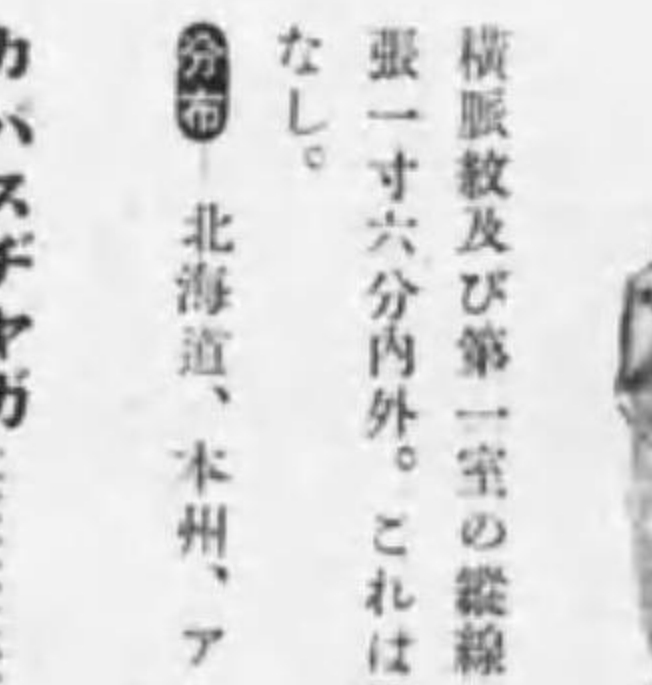 横脈紋及び第一室の縱線
張一寸六分内外。これは
なし。
分布 北海道、本州、ア
カバスヂヤガ